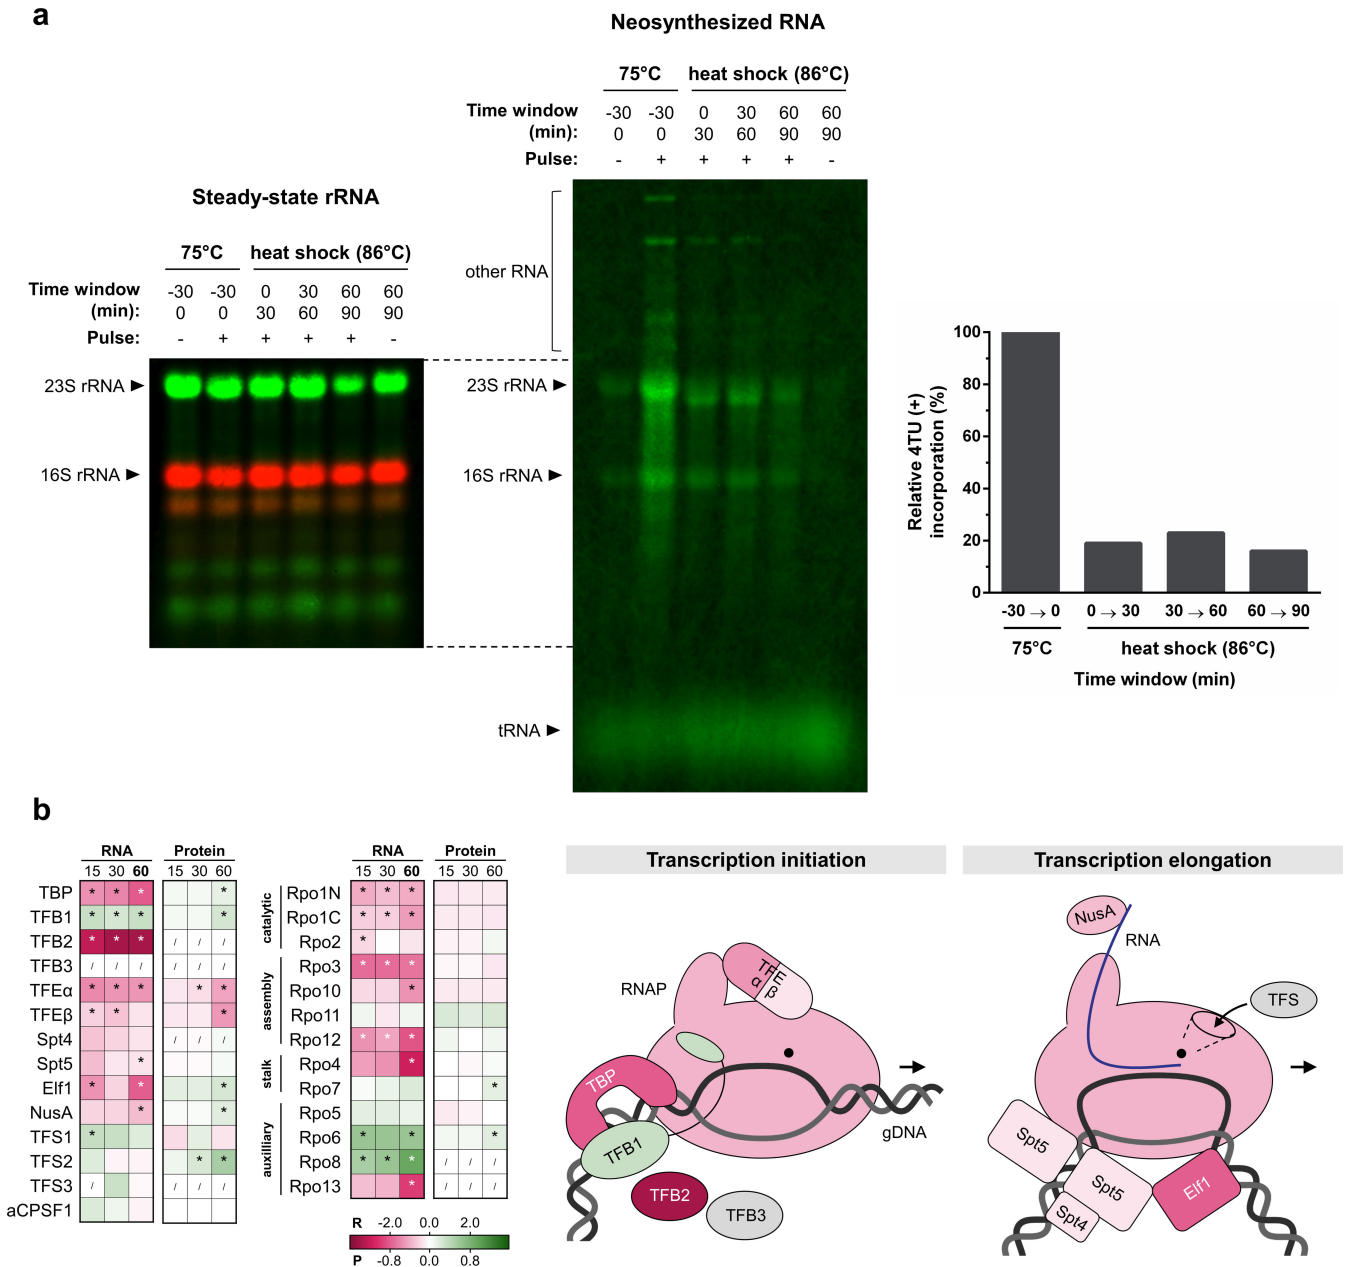 a
Neosynthesized RNA
75°C heat shock (86°C)
Time window -30 -30 0 30 60 60
(min): 0 0 30 60 90 90
Pulse: - + + + + -
Steady-state rRNA
75°C heat shock (86°C)
Time window -30 -30 0 30 60 60
(min): 0 0 30 60 90 90
Pulse: - + + + + -
other RNA
23S rRNA
16S rRNA
23S rRNA
16S rRNA
tRNA
Relative 4TU (+)
incorporation (%)
100
80
60
40
20
0
-30 → 0 0 → 30 30 → 60 60 → 90
75°C heat shock (86°C)
Time window (min)
b
RNA Protein
15 30 60 15 30 60
TBP * * * *
TFB1 * * * *
TFB2 * * * / / /
TFB3 / / / / / /
TFEα * * * * *
TFEβ * * *
Spt4 / / /
Spt5 *
Elf1 * * *
NusA * *
TFS1 *
TFS2 * *
TFS3 / / / /
aCPSF1
RNA Protein
15 30 60 15 30 60
catalytic
Rpo1N * * *
Rpo1C * * *
Rpo2 *
assembly
Rpo3 * * *
Rpo10 *
Rpo11
Rpo12 * * *
stalk
Rpo4 *
Rpo7 *
auxiliary
Rpo5
Rpo6 * * *
Rpo8 * * * / / /
Rpo13 * / / /
R -2.0 0.0 2.0
P -0.8 0.0 0.8
Transcription initiation
RNAP
TFE
α β
TBP
TFB1
TFB2
TFB3
gDNA
Transcription elongation
NusA
RNA
TFS
Spt5
Spt5
Spt4
Elf1